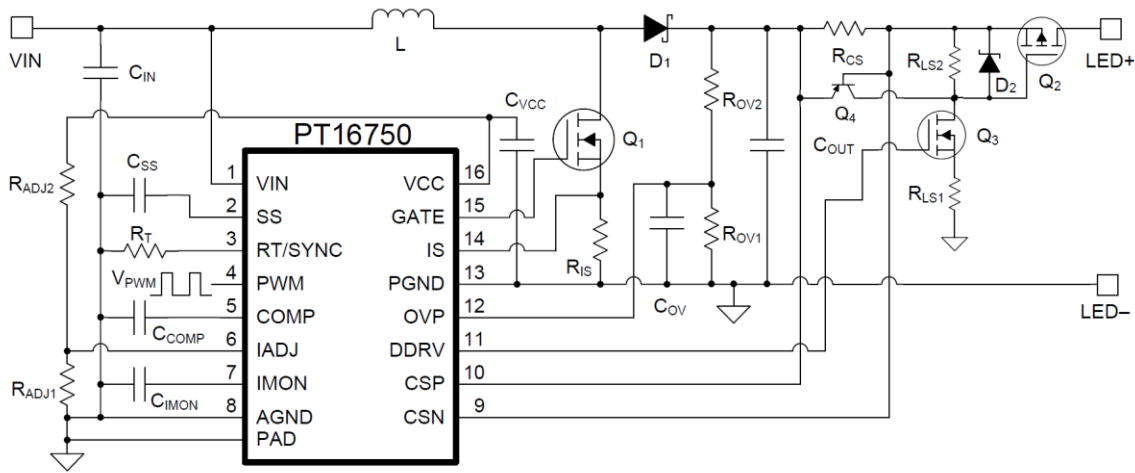 VIN
L
D1
RCS
LED+
CIN
CVCC
ROV2
Q4
RLS2
D2
Q2
PT16750
Q1
COUT
Q3
RADJ2
CSS
RT
VPWM
CCOMP
RADJ1
CIMON
1 VIN
2 SS
3 RT/SYNC
4 PWM
5 COMP
6 IADJ
7 IMON
8 AGND
PAD
VCC 16
GATE 15
IS 14
PGND 13
OVP 12
DDRV 11
CSP 10
CSN 9
RIS
ROV1
COV
RLS1
LED–